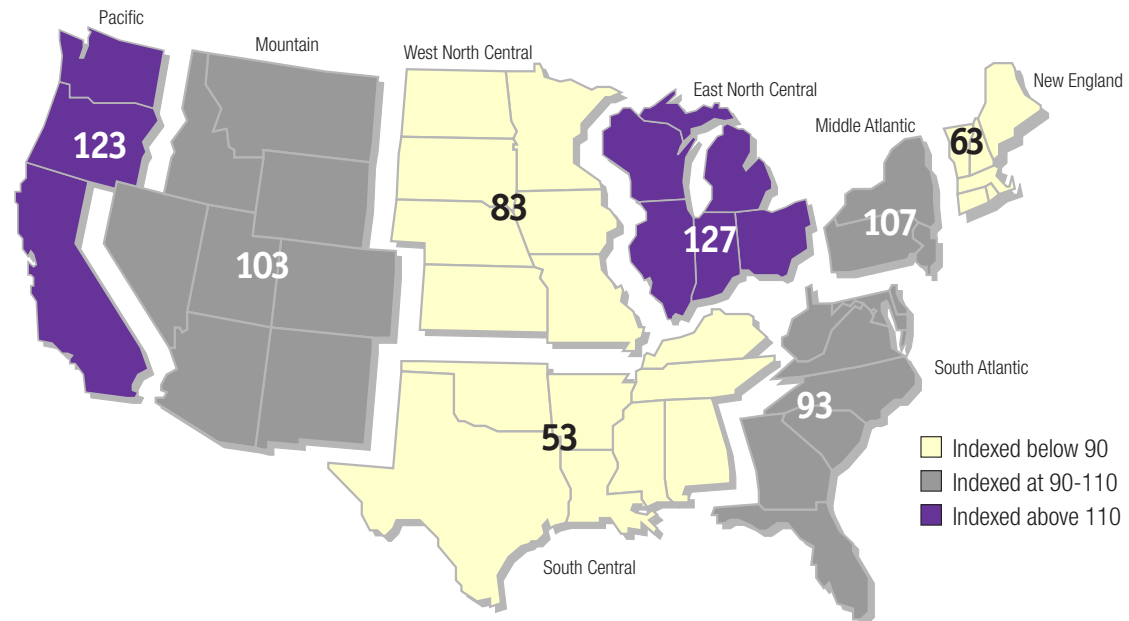 Pacific
Mountain
West North Central
East North Central
New England
Middle Atlantic
123
63
83
107
127
103
South Atlantic
93
53
Indexed below 90
Indexed at 90-110
Indexed above 110
South Central